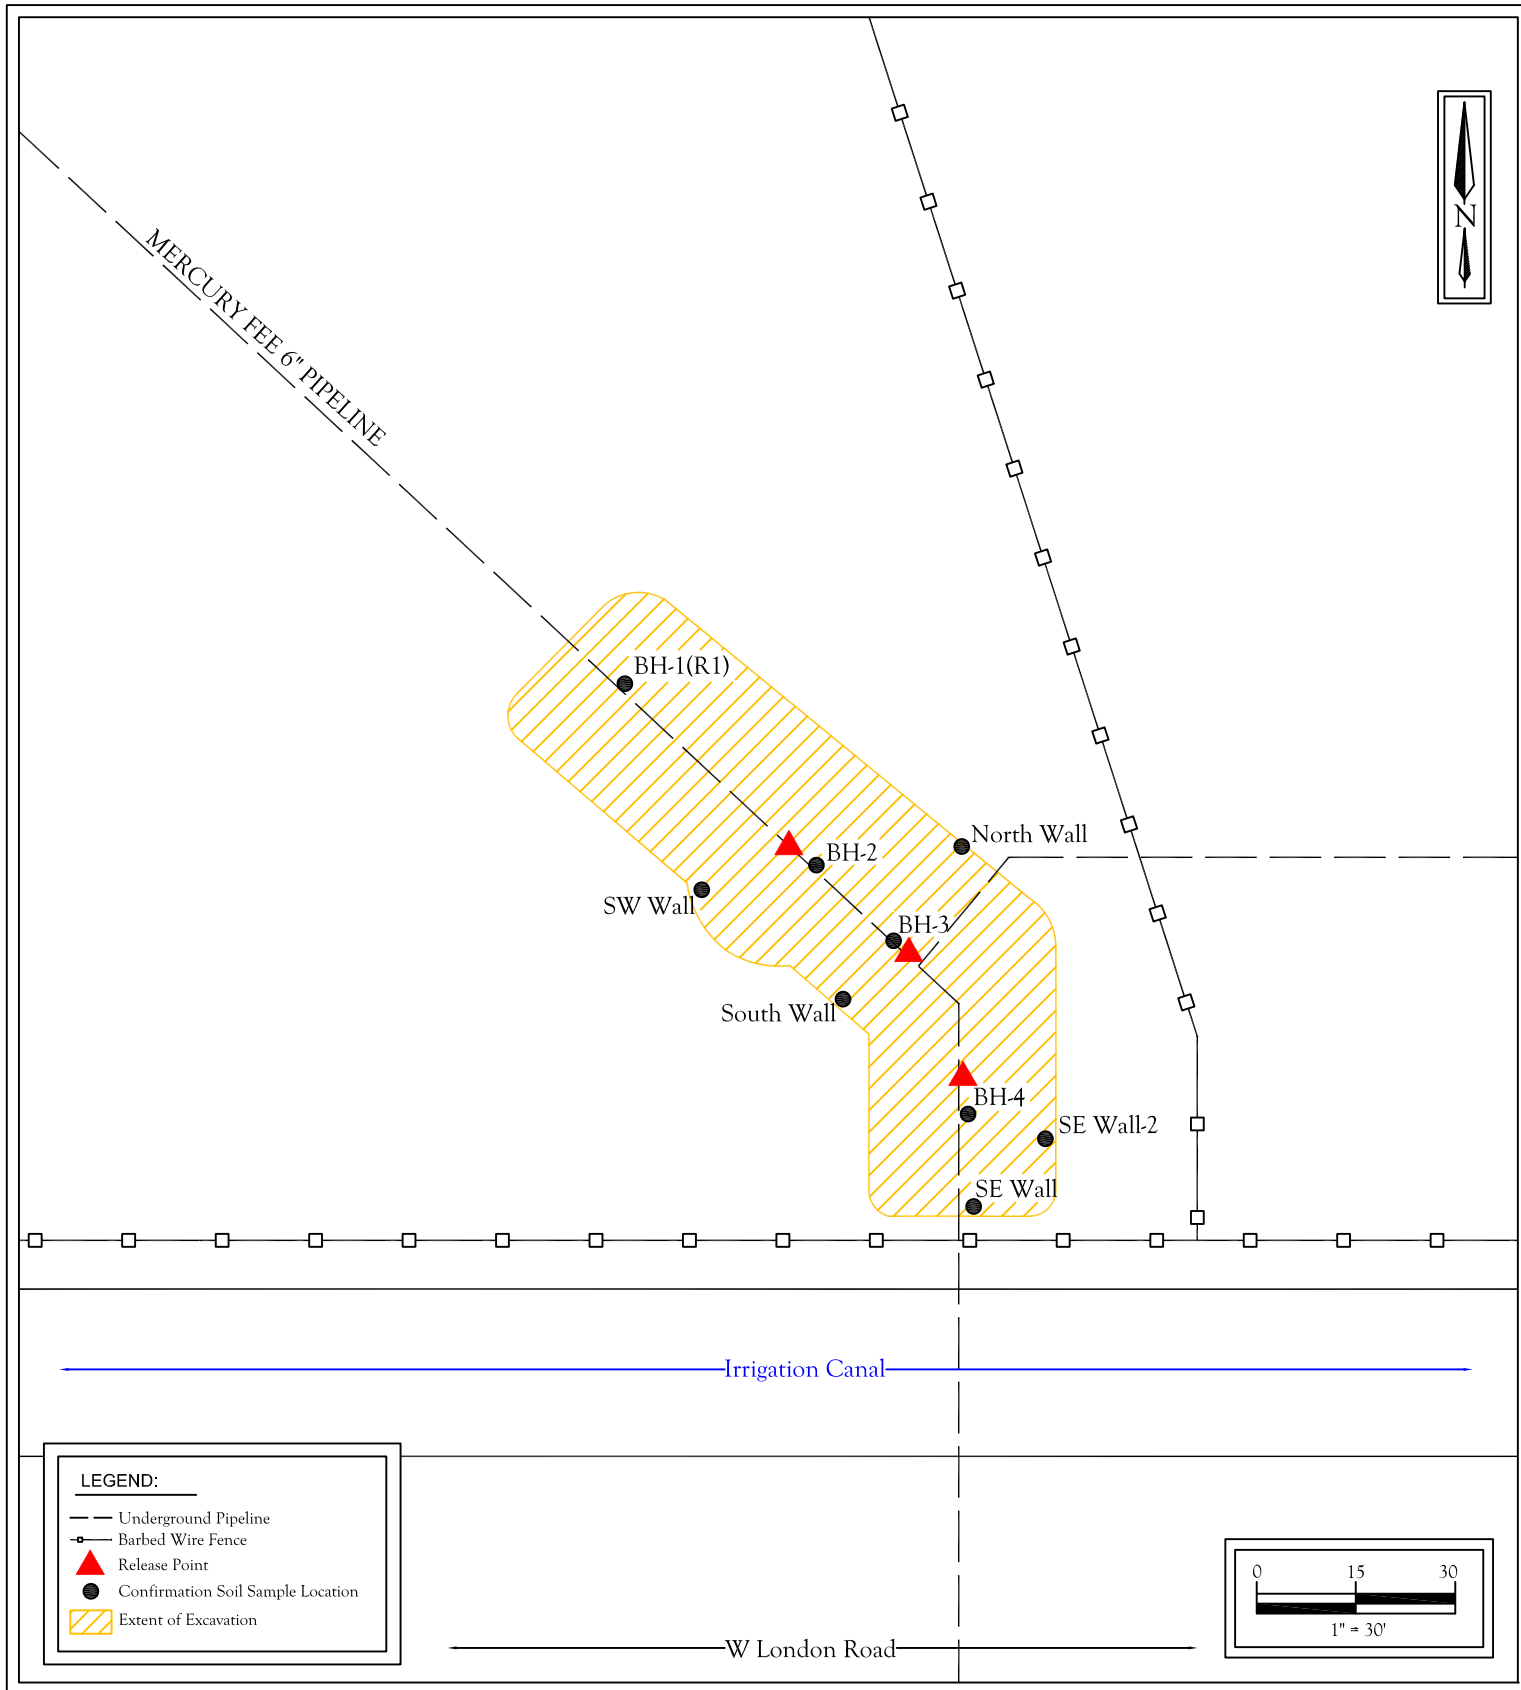 N
MERCURY FEE 6" PIPELINE
BH-1(R1)
North Wall
BH-2
SW Wall
BH-3
South Wall
BH-4
SE Wall-2
SE Wall
Irrigation Canal
LEGEND:
Underground Pipeline
Barbed Wire Fence
Release Point
Confirmation Soil Sample Location
Extent of Excavation
0 15 30
1" = 30'
W London Road